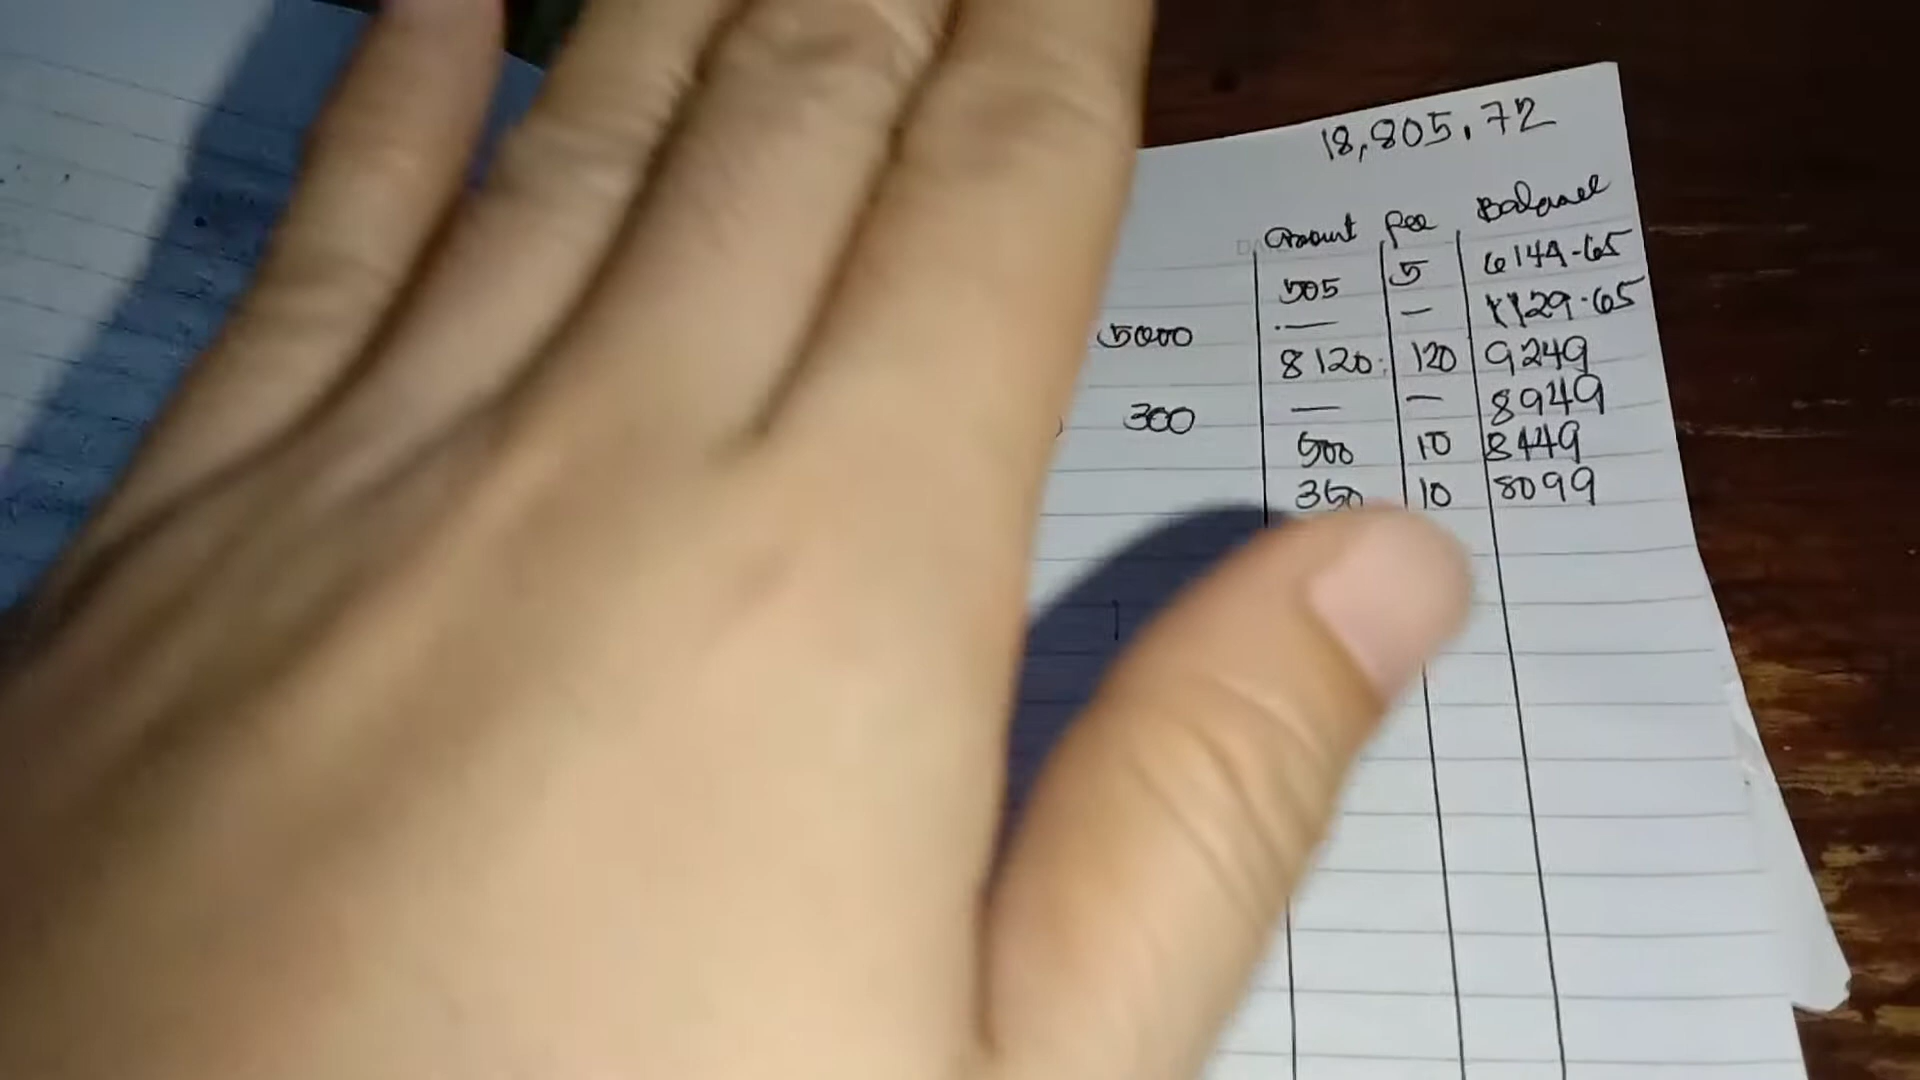 18,805.72
Amount Fee Balance
505 5 6149.65
5000 — — 1129.65
8120 120 9249
300 — — 8949
500 10 8449
350 10 8099